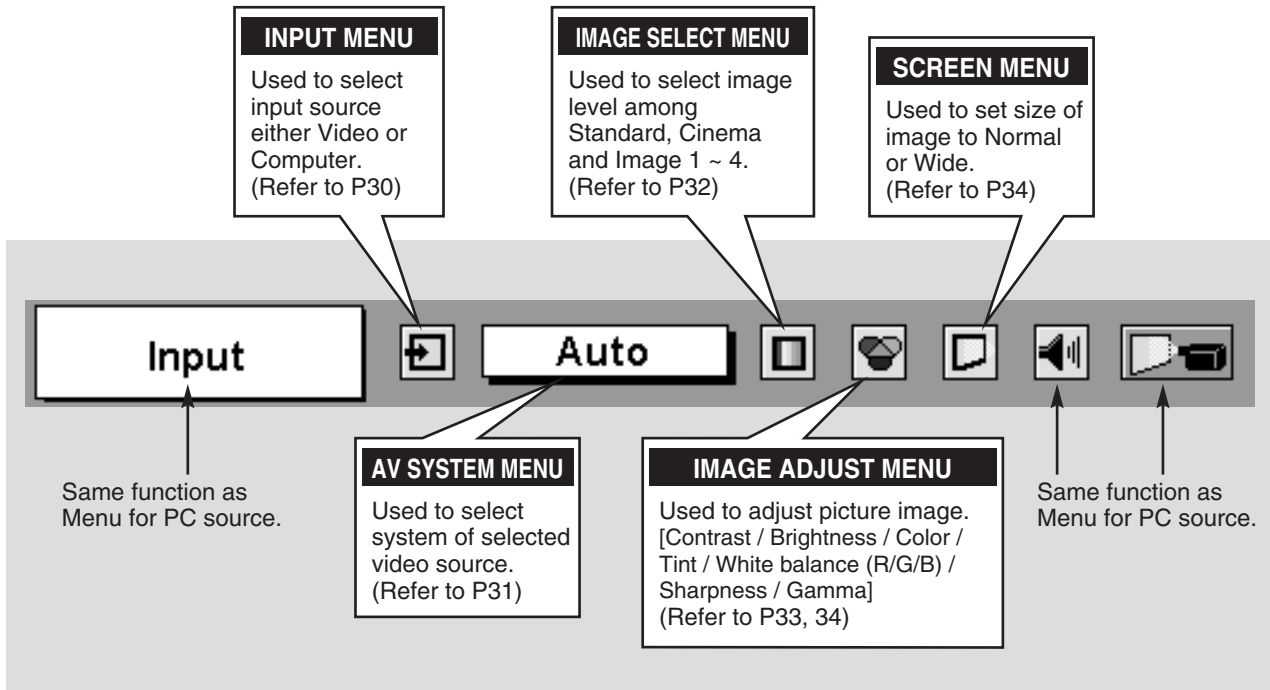 INPUT MENU
Used to select
input source
either Video or
Computer.
(Refer to P30)
IMAGE SELECT MENU
Used to select image
level among
Standard, Cinema
and Image 1 ~ 4.
(Refer to P32)
SCREEN MENU
Used to set size of
image to Normal
or Wide.
(Refer to P34)
Input
Auto
Same function as
Menu for PC source.
AV SYSTEM MENU
Used to select
system of selected
video source.
(Refer to P31)
IMAGE ADJUST MENU
Used to adjust picture image.
[Contrast / Brightness / Color /
Tint / White balance (R/G/B) /
Sharpness / Gamma]
(Refer to P33, 34)
Same function as
Menu for PC source.